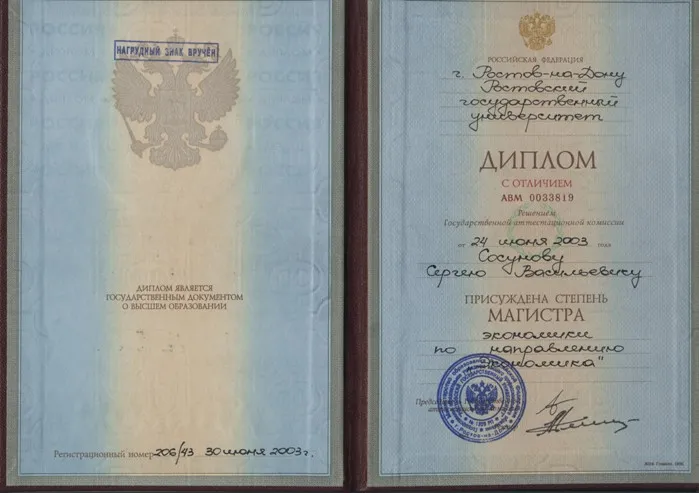 НАГРУДНЫЙ ЗНАК ВРУЧЁН
ДИПЛОМ ЯВЛЯЕТСЯ
ГОСУДАРСТВЕННЫМ ДОКУМЕНТОМ
О ВЫСШЕМ ОБРАЗОВАНИИ
Регистрационный номер 206/43 30 июня 2003 г.
РОССИЙСКАЯ ФЕДЕРАЦИЯ
г. Ростов-на-Дону
Ростовский
государственный
университет
ДИПЛОМ
С ОТЛИЧИЕМ
АВМ 0033819
Решением
Государственной аттестационной комиссии
от 24 июня 2003 года
Сосунову
Сергею Васильевичу
ПРИСУЖДЕНА СТЕПЕНЬ
МАГИСТРА
экономики
по направлению
экономика"